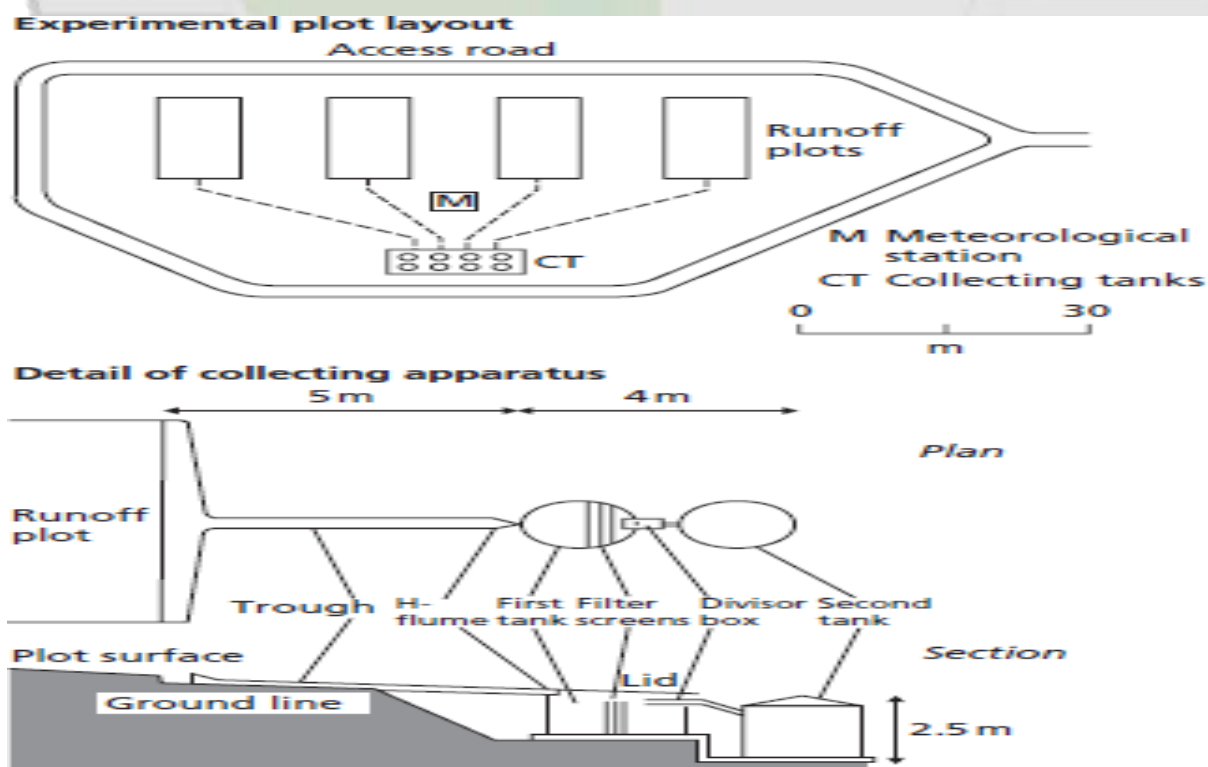 Experimental plot layout
Access road
Runoff
plots
M
CT
M Meteorological
station
CT Collecting tanks
0 30
m
Detail of collecting apparatus
5 m 4 m
Plan
Runoff
plot
Trough H-flume First tank Filter screens Divisor box Second tank
Plot surface
Section
Lid
Ground line
2.5 m